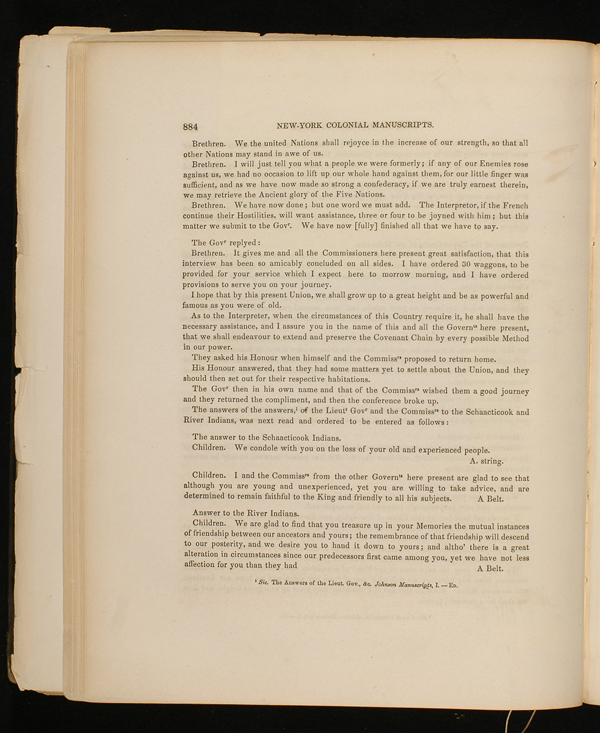 884 NEW-YORK COLONIAL MANUSCRIPTS.
Brethren. We the united Nations shall rejoyce in the increase of our strength, so that all
other Nations may stand in awe of us.
Brethren. I will just tell you what a people we were formerly; if any of our Enemies rose
against us, we had no occasion to lift up our whole hand against them, for our little finger was
sufficient, and as we have now made so strong a confederacy, if we are truly earnest therein,
we may retrieve the Ancient glory of the Five Nations.
Brethren. We have now done; but one word we must add. The Interpretor, if the French
continue their Hostilities, will want assistance, three or four to be joyned with him; but this
matter we submit to the Govʳ. We have now [fully] finished all that we have to say.
The Govʳ replyed:
Brethren. It gives me and all the Commissioners here present great satisfaction, that this
interview has been so amicably concluded on all sides. I have ordered 30 waggons, to be
provided for your service which I expect here to morrow morning, and I have ordered
provisions to serve you on your journey.
I hope that by this present Union, we shall grow up to a great height and be as powerful and
famous as you were of old.
As to the Interpreter, when the circumstances of this Country require it, he shall have the
necessary assistance, and I assure you in the name of this and all the Governᵗˢ here present,
that we shall endeavour to extend and preserve the Covenant Chain by every possible Method
in our power.
They asked his Honour when himself and the Commissʳˢ proposed to return home.
His Honour answered, that they had some matters yet to settle about the Union, and they
should then set out for their respective habitations.
The Govʳ then in his own name and that of the Commissʳˢ wished them a good journey
and they returned the compliment, and then the conference broke up.
The answers of the answers,¹ of the Lieutᵗ Govʳ and the Commissʳˢ to the Schaacticook and
River Indians, was next read and ordered to be entered as follows:
The answer to the Schaacticook Indians.
Children. We condole with you on the loss of your old and experienced people.
A. string.
Children. I and the Commissʳˢ from the other Governᵗˢ here present are glad to see that
although you are young and unexperienced, yet you are willing to take advice, and are
determined to remain faithful to the King and friendly to all his subjects. A Belt.
Answer to the River Indians.
Children. We are glad to find that you treasure up in your Memories the mutual instances
of friendship between our ancestors and yours; the remembrance of that friendship will descend
to our posterity, and we desire you to hand it down to yours; and altho' there is a great
alteration in circumstances since our predecessors first came among you, yet we have not less
affection for you than they had A Belt.
¹ Sic. The Answers of the Lieut. Gov., &c. Johnson Manuscripts, I. — ED.